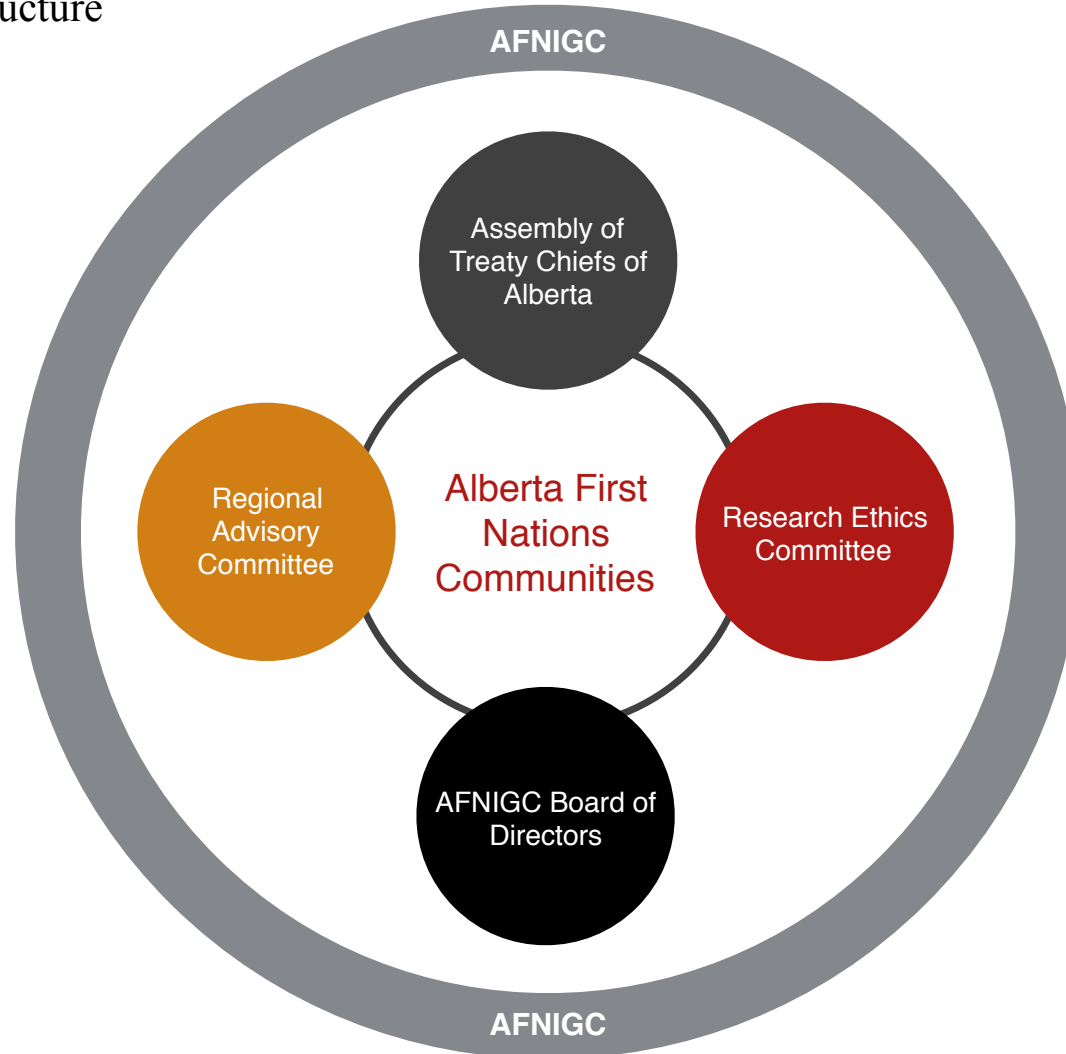 ucture
AFNIGC
Assembly of
Treaty Chiefs of
Alberta
Regional
Advisory
Committee
Alberta First
Nations
Communities
Research Ethics
Committee
AFNIGC Board of
Directors
AFNIGC